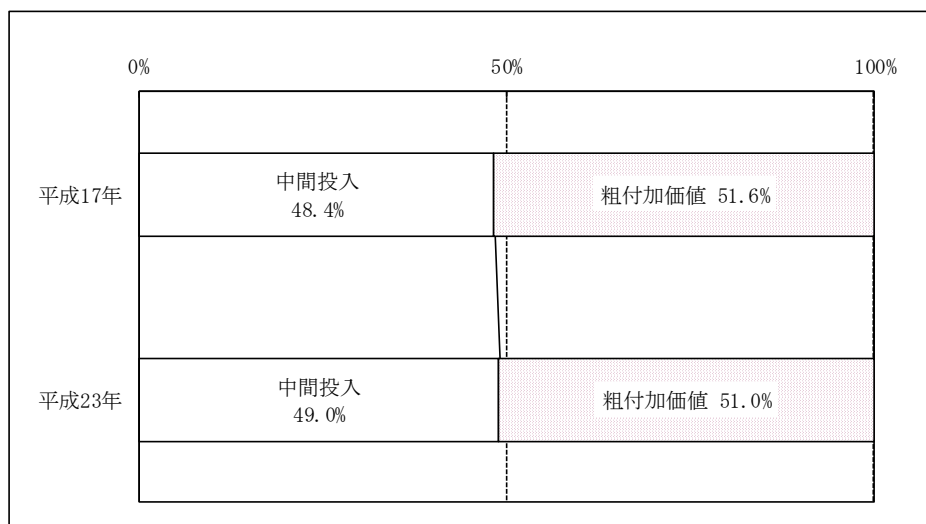 0%
50%
100%
平成17年
中間投入
48.4%
粗付加価値 51.6%
平成23年
中間投入
49.0%
粗付加価値 51.0%